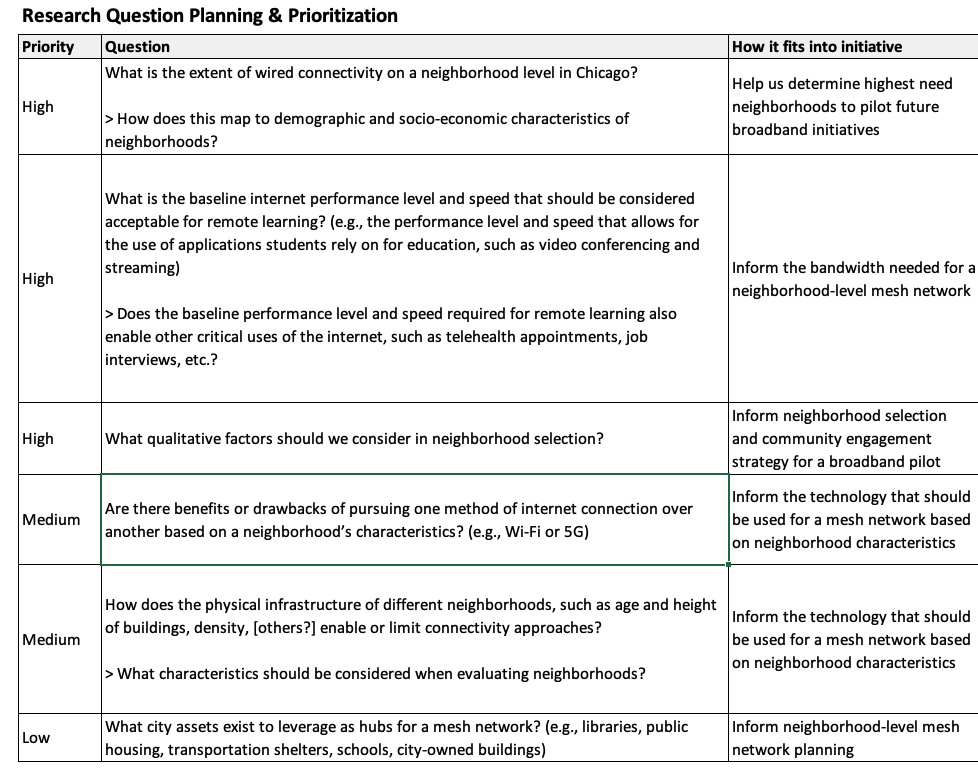 Research Question Planning & Prioritization
Priority
Question
How it fits into initiative
High
What is the extent of wired connectivity on a neighborhood level in Chicago?
> How does this map to demographic and socio-economic characteristics of
neighborhoods?
Help us determine highest need
neighborhoods to pilot future
broadband initiatives
High
What is the baseline internet performance level and speed that should be considered
acceptable for remote learning? (e.g., the performance level and speed that allows for
the use of applications students rely on for education, such as video conferencing and
streaming)
> Does the baseline performance level and speed required for remote learning also
enable other critical uses of the internet, such as telehealth appointments, job
interviews, etc.?
Inform the bandwidth needed for a
neighborhood-level mesh network
High
What qualitative factors should we consider in neighborhood selection?
Inform neighborhood selection
and community engagement
strategy for a broadband pilot
Medium
Are there benefits or drawbacks of pursuing one method of internet connection over
another based on a neighborhood’s characteristics? (e.g., Wi-Fi or 5G)
Inform the technology that should
be used for a mesh network based
on neighborhood characteristics
Medium
How does the physical infrastructure of different neighborhoods, such as age and height
of buildings, density, [others?] enable or limit connectivity approaches?
> What characteristics should be considered when evaluating neighborhoods?
Inform the technology that should
be used for a mesh network based
on neighborhood characteristics
Low
What city assets exist to leverage as hubs for a mesh network? (e.g., libraries, public
housing, transportation shelters, schools, city-owned buildings)
Inform neighborhood-level mesh
network planning